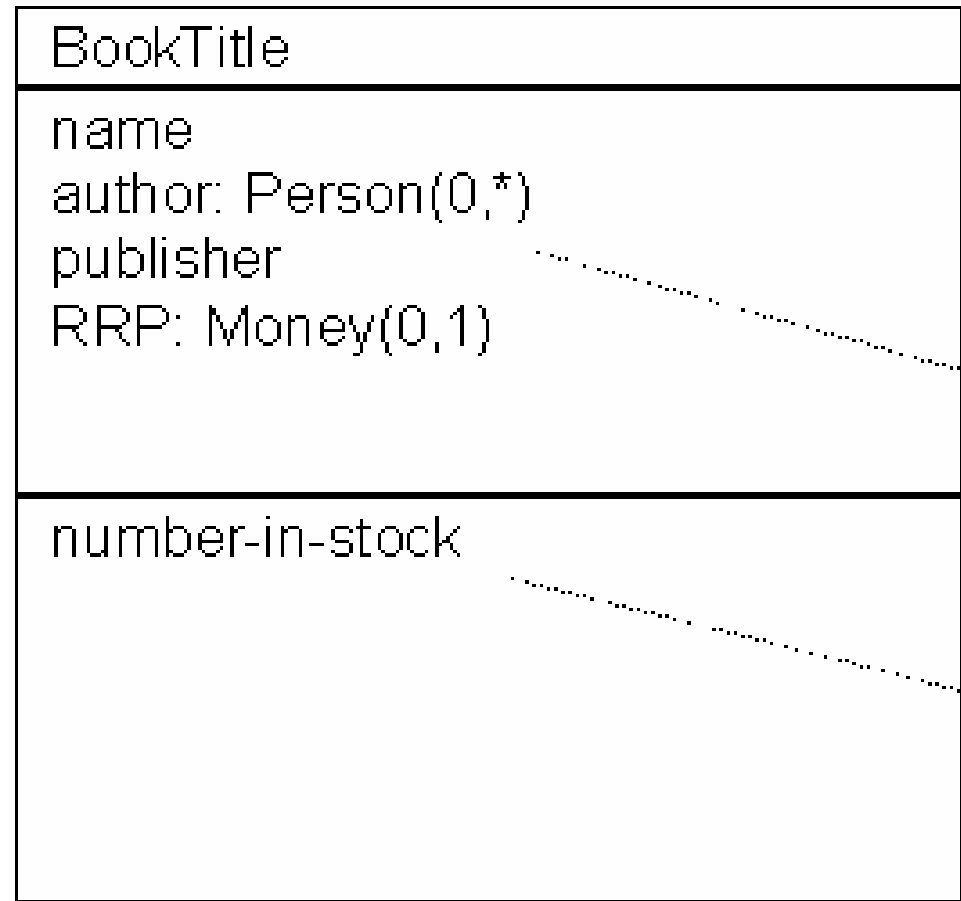 BookTitle
name
author: Person(0,*)
publisher
RRP: Money(0,1)
number-in-stock